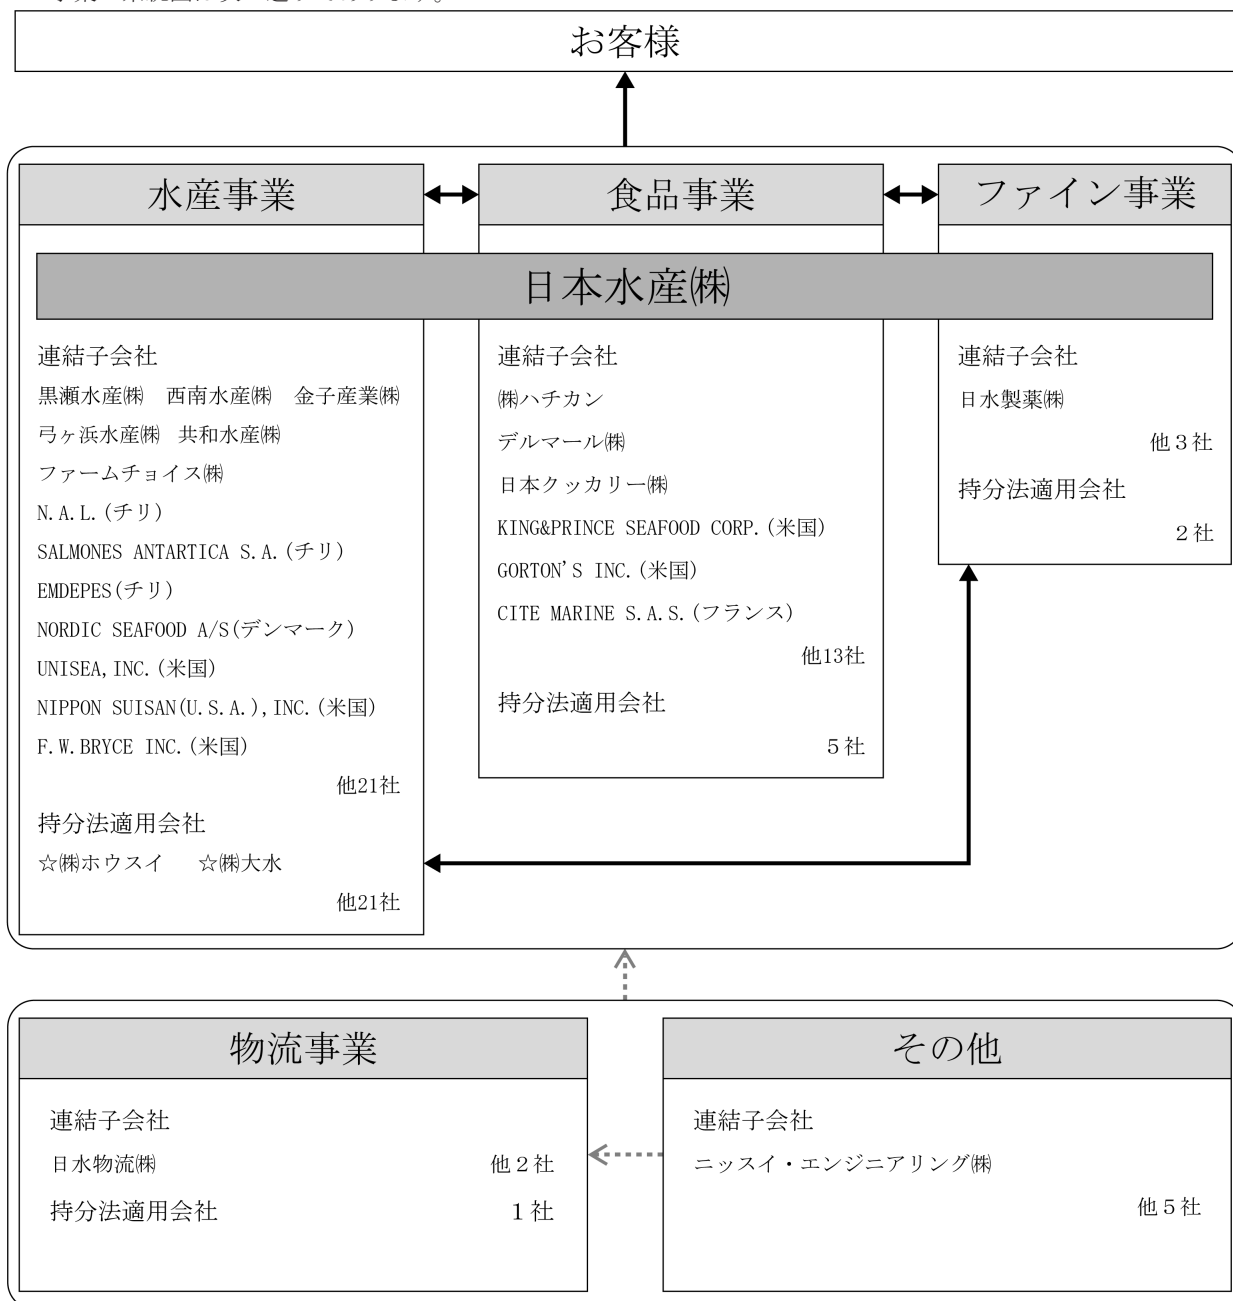 お客様
水産事業
食品事業
ファイン事業
日本水産㈱
連結子会社
黒瀬水産㈱　西南水産㈱　金子産業㈱
弓ヶ浜水産㈱　共和水産㈱
ファームチョイス㈱
N.A.L.(チリ)
SALMONES ANTARTICA S.A.(チリ)
EMDEPES(チリ)
NORDIC SEAFOOD A/S(デンマーク)
UNISEA,INC.(米国)
NIPPON SUISAN(U.S.A.),INC.(米国)
F.W.BRYCE INC.(米国)
他21社
持分法適用会社
☆㈱ホウスイ　☆㈱大水
他21社
連結子会社
㈱ハチカン
デルマール㈱
日本クッカリー㈱
KING&PRINCE SEAFOOD CORP.(米国)
GORTON'S INC.(米国)
CITE MARINE S.A.S.(フランス)
他13社
持分法適用会社
５社
連結子会社
日水製薬㈱
他３社
持分法適用会社
２社
物流事業
連結子会社
日水物流㈱　他２社
持分法適用会社　１社
その他
連結子会社
ニッスイ・エンジニアリング㈱
他５社